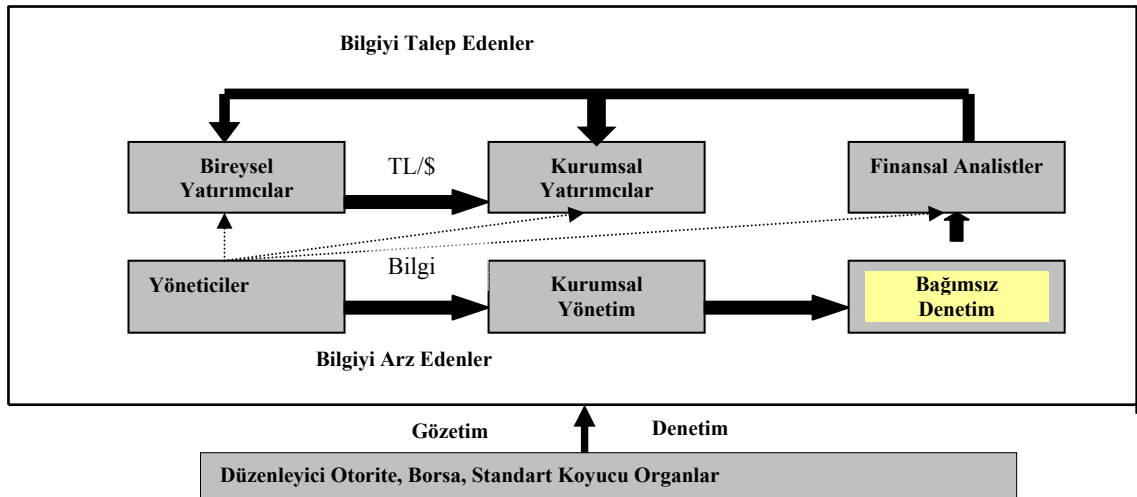 Bilgiyi Talep Edenler
Bireysel
Yatırımcılar
TL/$
Kurumsal
Yatırımcılar
Finansal Analistler
Yöneticiler
Bilgi
Kurumsal
Yönetim
Bağımsız
Denetim
Bilgiyi Arz Edenler
Gözetim
Denetim
Düzenleyici Otorite, Borsa, Standart Koyucu Organlar